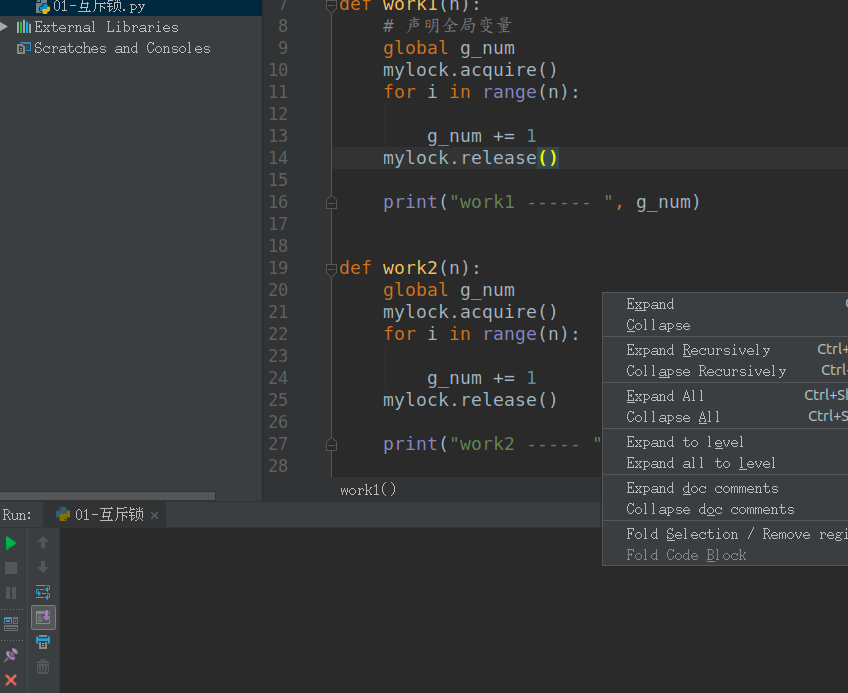 01-互斥锁.py
External Libraries
Scratches and Consoles
7 def work1(n):
8 # 声明全局变量
9 global g_num
10 mylock.acquire()
11 for i in range(n):
12
13 g_num += 1
14 mylock.release()
15
16 print("work1 ------ ", g_num)
17
18
19 def work2(n):
20 global g_num
21 mylock.acquire()
22 for i in range(n):
23
24 g_num += 1
25 mylock.release()
26
27 print("work2 ----- "
28
work1()
Expand
Collapse
Expand Recursively Ctrl+
Collapse Recursively Ctrl
Expand All Ctrl+Sh
Collapse All Ctrl+S
Expand to level
Expand all to level
Expand doc comments
Collapse doc comments
Fold Selection / Remove regi
Fold Code Block
Run: 01-互斥锁